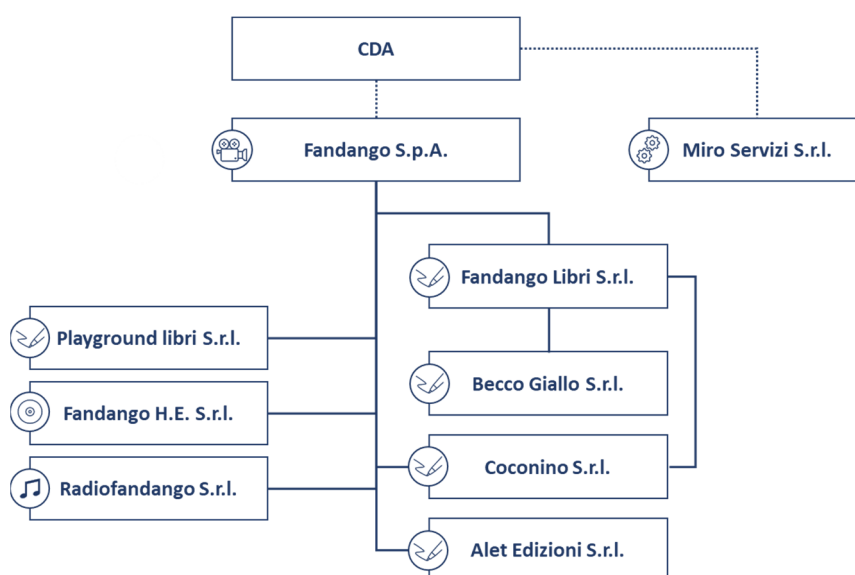 CDA
Fandango S.p.A.
Miro Servizi S.r.l.
Fandango Libri S.r.l.
Playground libri S.r.l.
Becco Giallo S.r.l.
Fandango H.E. S.r.l.
Coconino S.r.l.
Radiofandango S.r.l.
Alet Edizioni S.r.l.